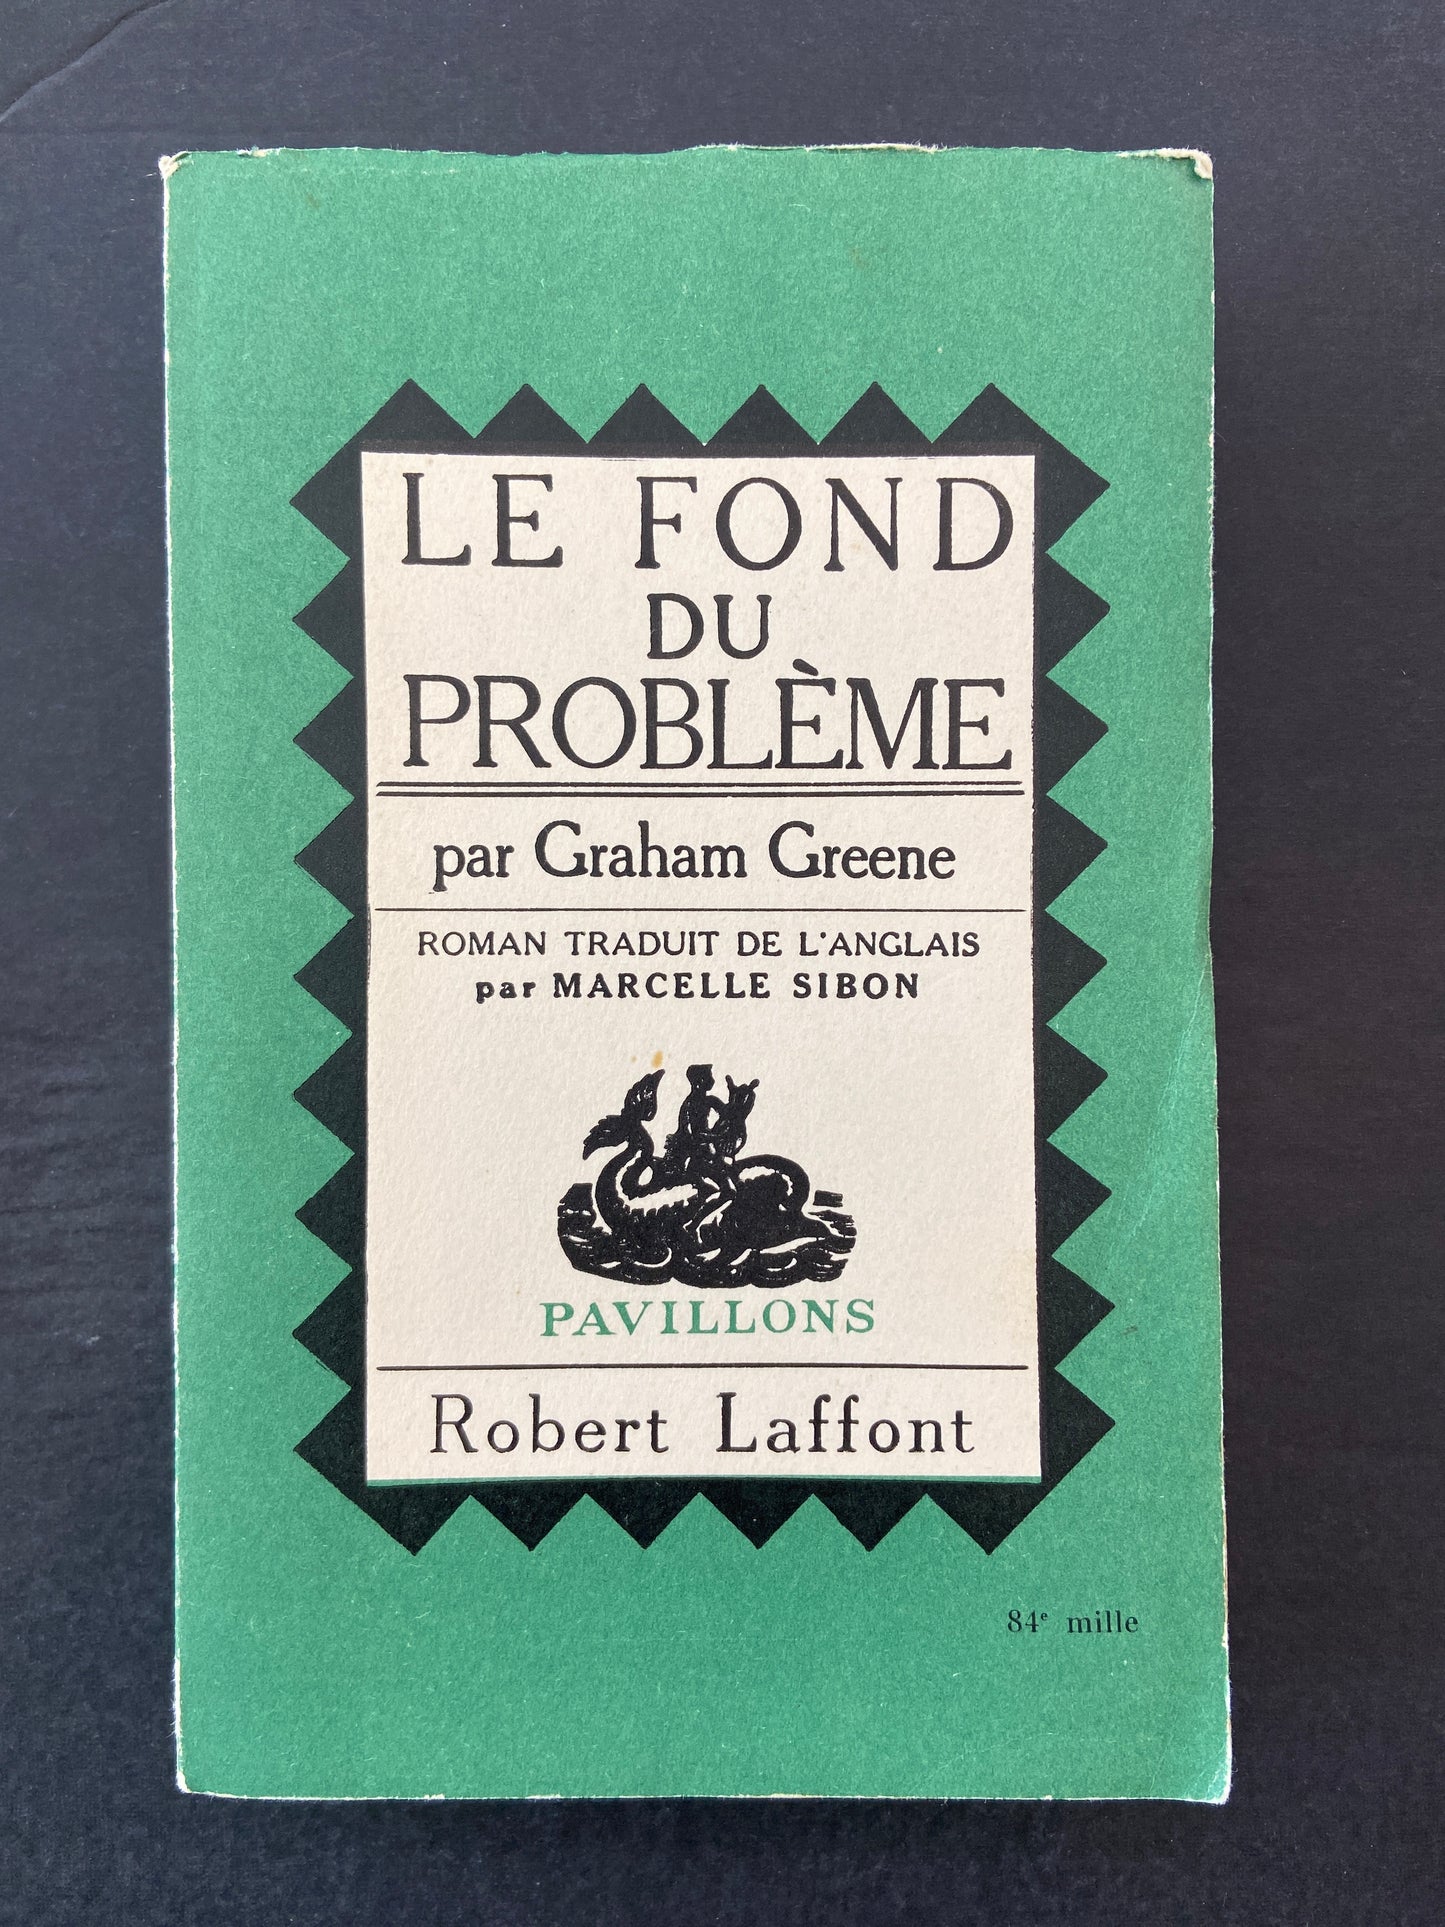 LE FOND
DU
PROBLÈME
par Graham Greene
ROMAN TRADUIT DE L'ANGLAIS
par MARCELLE SIBON
PAVILLONS
Robert Laffont
84e mille